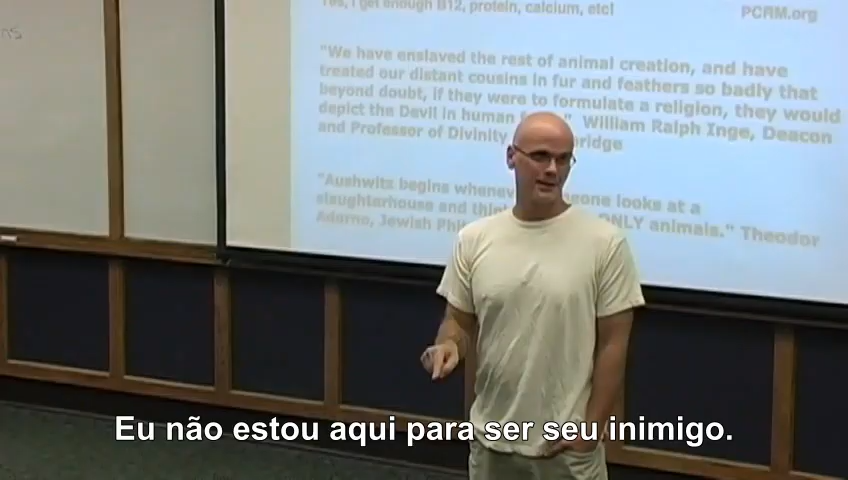 Yes, I get enough B12, protein, calcium, etc!
PCRM.org
"We have enslaved the rest of animal creation, and have
treated our distant cousins in fur and feathers so badly that
beyond doubt, if they were to formulate a religion, they would
depict the Devil in human William Ralph Inge, Deacon
and Professor of Divinity
"Aushwitz begins someone looks at a
slaughterhouse and ONLY animals." Theodor
Adorno, Jewish
Eu não estou aqui para ser seu inimigo.